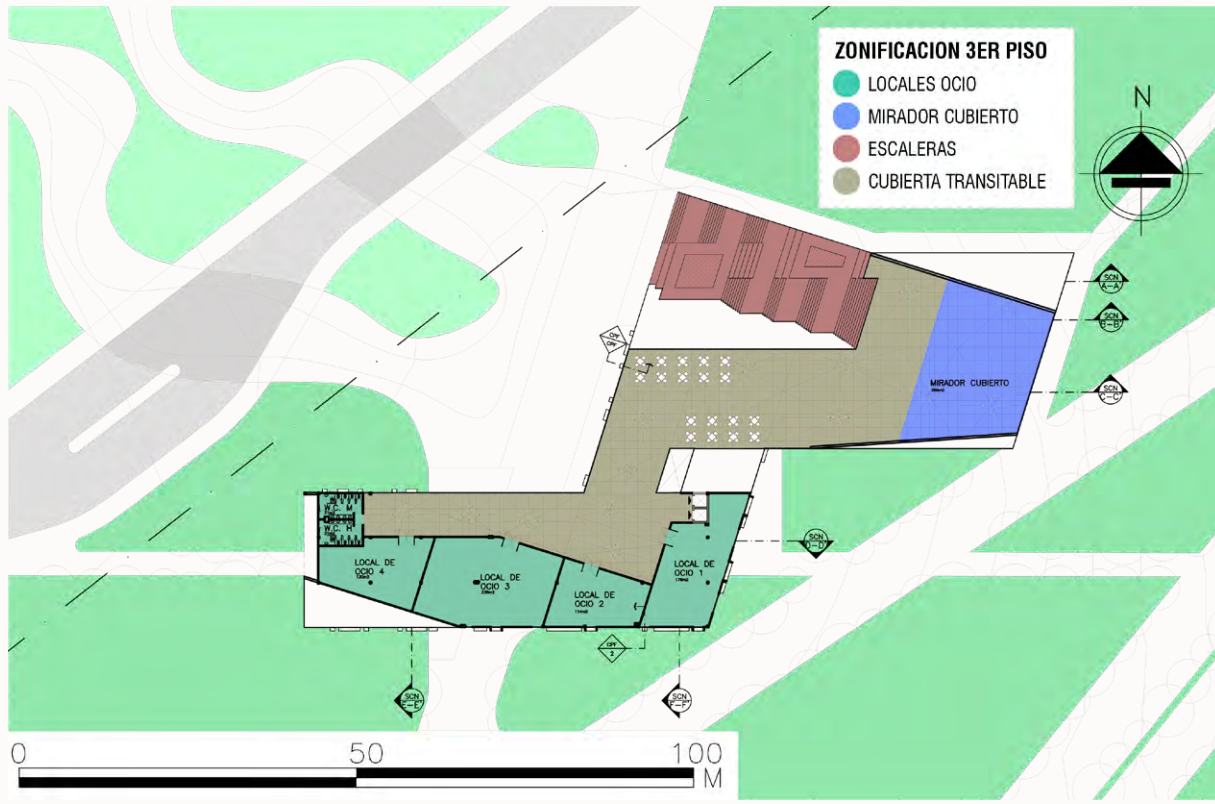 ZONIFICACION 3ER PISO
LOCALES OCIO
MIRADOR CUBIERTO
ESCALERAS
CUBIERTA TRANSITABLE
N
SCN
A-A'
SCN
B-B'
SCN
C-C'
MIRADOR CUBIERTO
W.C. M
W.C. H
SCN
D-D'
LOCAL DE
OCIO 4
LOCAL DE
OCIO 3
LOCAL DE
OCIO 2
LOCAL DE
OCIO 1
2
SCN
E-E'
SCN
F-F'
0
50
100
M